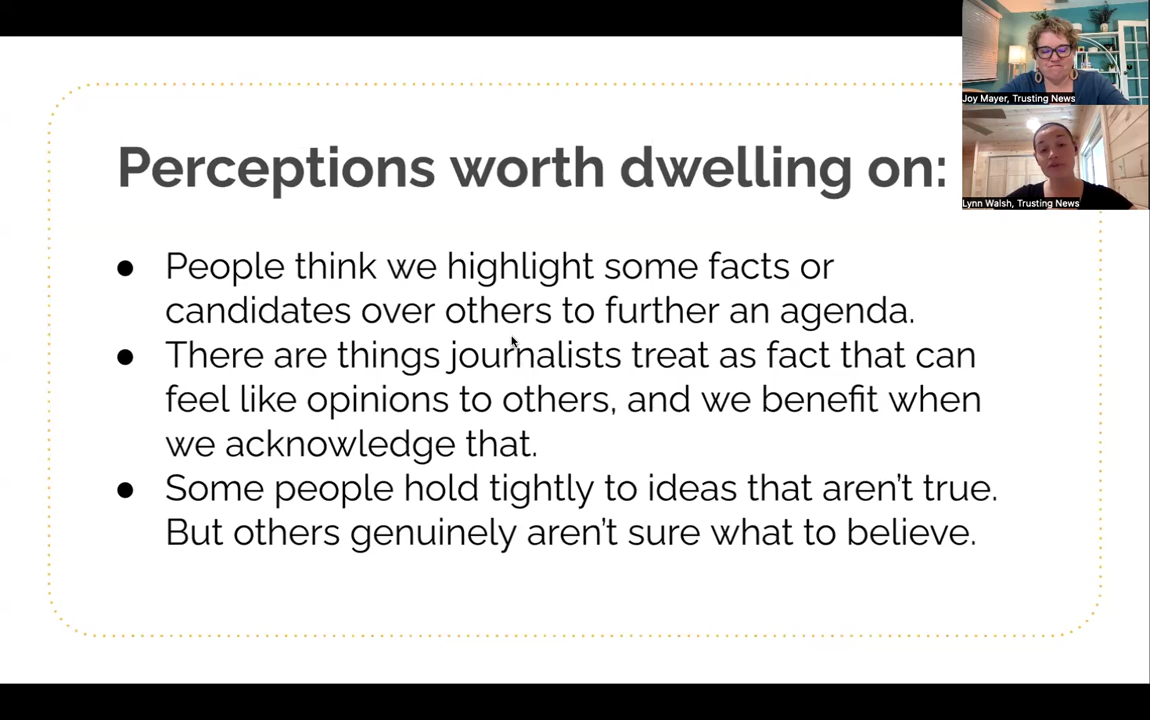 Perceptions worth dwelling on:
● People think we highlight some facts or
candidates over others to further an agenda.
● There are things journalists treat as fact that can
feel like opinions to others, and we benefit when
we acknowledge that.
● Some people hold tightly to ideas that aren’t true.
But others genuinely aren’t sure what to believe.
Joy Mayer, Trusting News
Lynn Walsh, Trusting News